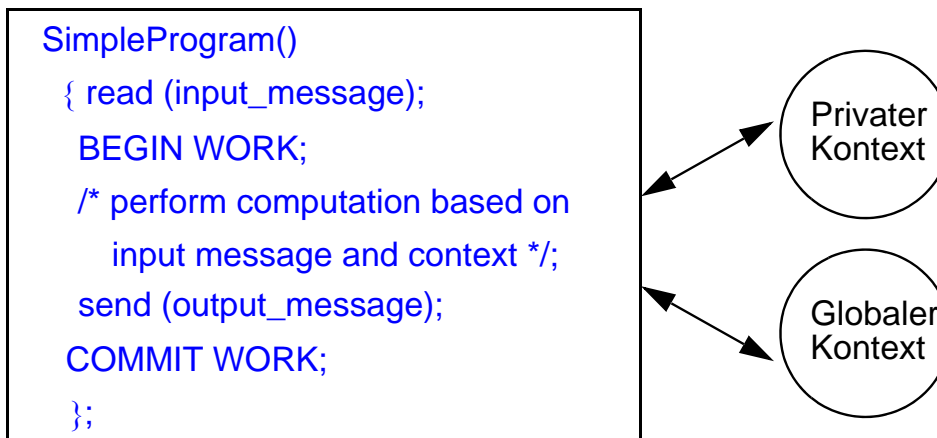 SimpleProgram()
{ read (input_message);
BEGIN WORK;
/* perform computation based on
input message and context */;
send (output_message);
COMMIT WORK;
};
Privater
Kontext
Globaler
Kontext